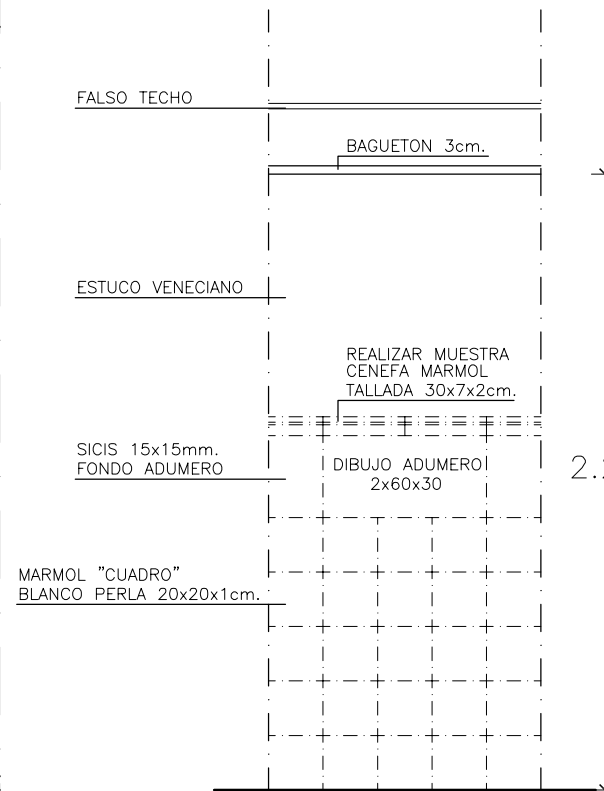 FALSO TECHO
BAGUETON 3cm.
ESTUCO VENECIANO
REALIZAR MUESTRA
CENEFA MARMOL
TALLADA 30x7x2cm.
SICIS 15x15mm.
FONDO ADUMERO
DIBUJO ADUMERO
2x60x30
MARMOL "CUADRO"
BLANCO PERLA 20x20x1cm.